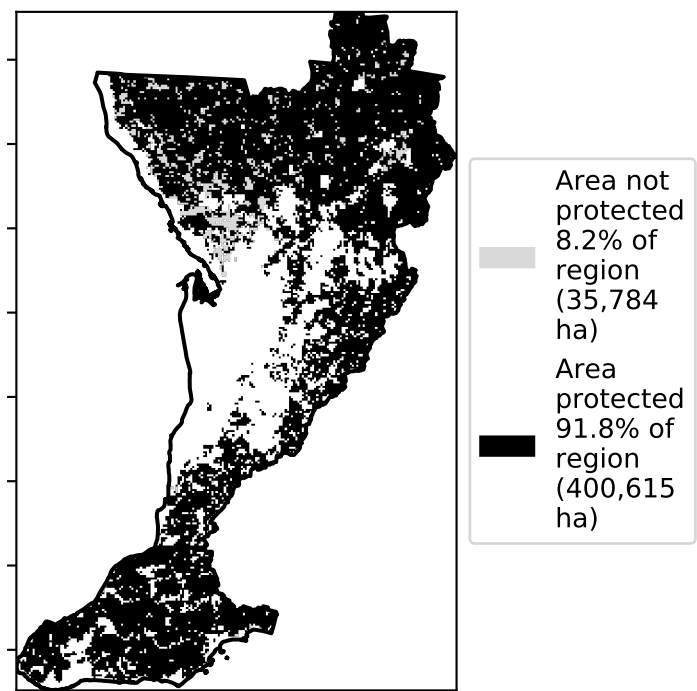 Area not
protected
8.2% of
region
(35,784
ha)
Area
protected
91.8% of
region
(400,615
ha)